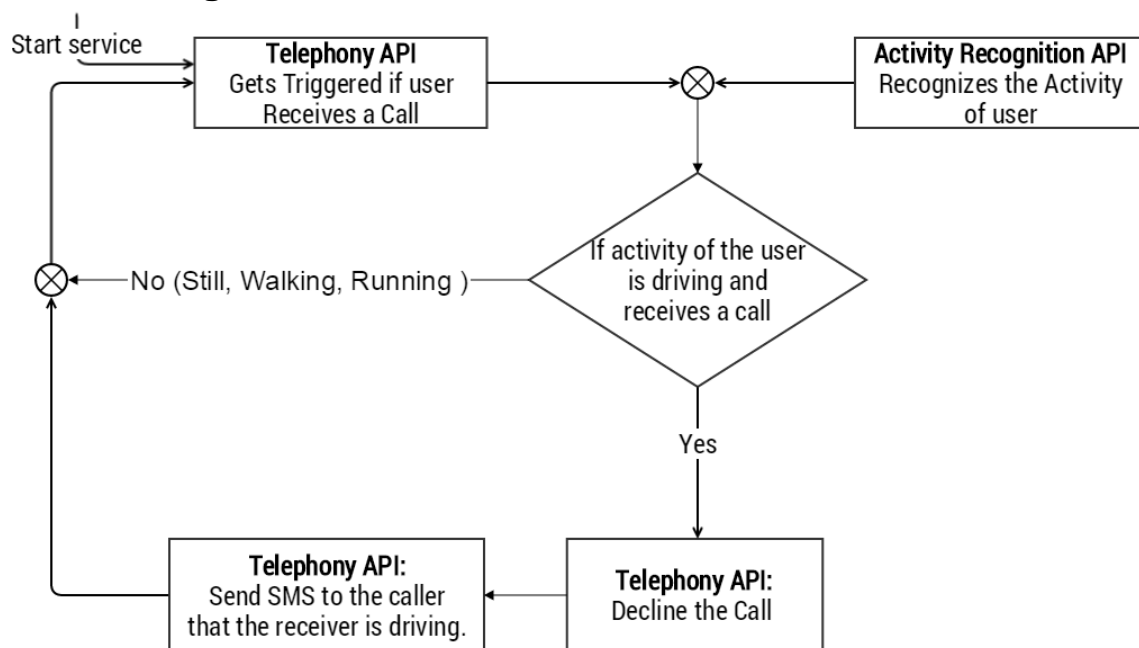 Start service
Telephony API
Gets Triggered if user
Receives a Call
Activity Recognition API
Recognizes the Activity
of user
If activity of the user
is driving and
receives a call
No (Still, Walking, Running )
Yes
Telephony API:
Send SMS to the caller
that the receiver is driving.
Telephony API:
Decline the Call